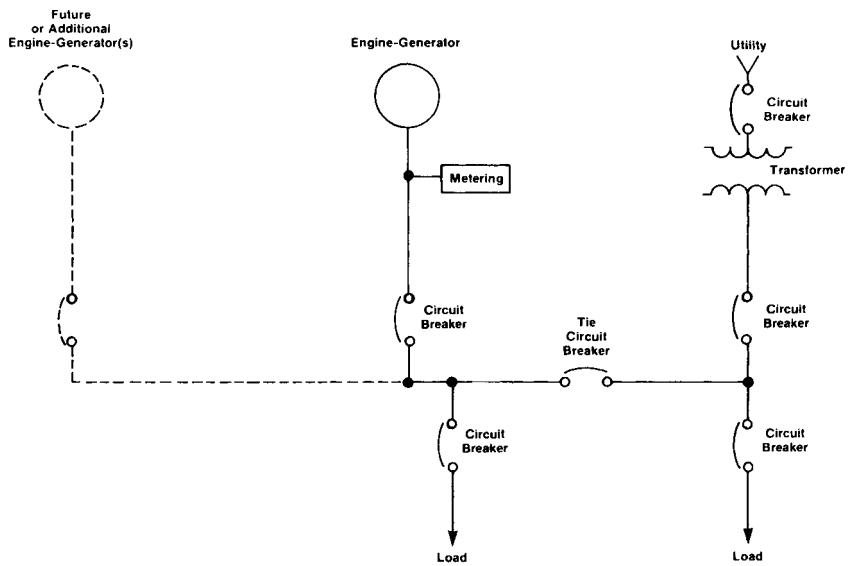 Future
or Additional
Engine-Generator(s)
Engine-Generator
Utility
Circuit
Breaker
Transformer
Metering
Circuit
Breaker
Tie
Circuit
Breaker
Circuit
Breaker
Circuit
Breaker
Circuit
Breaker
Load
Load